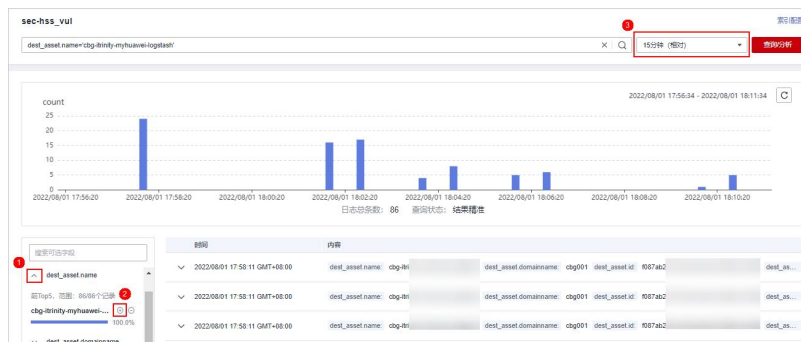 sec-hss_vul
索引配置
3
dest_asset.name='cbg-itrinity-myhuawei-logstash'
15分钟 (相对)
查询/分析
2022/08/01 17:56:34 - 2022/08/01 18:11:34
count
25
20
15
10
5
0
2022/08/01 17:56:20 2022/08/01 17:58:20 2022/08/01 18:00:20 2022/08/01 18:02:20 2022/08/01 18:04:20 2022/08/01 18:06:20 2022/08/01 18:08:20 2022/08/01 18:10:20
日志总条数: 86 查询状态: 结果精准
搜索可选字段
时间 内容
1
dest_asset.name
前Top5, 范围: 86/86个记录
2
cbg-itrinity-myhuawei-...
100.0%
dest_asset.domainname
2022/08/01 17:58:11 GMT+08:00 dest_asset.name: cbg-itri dest_asset.domainname: cbg001 dest_asset.id: f087ab2 dest_as...
2022/08/01 17:58:11 GMT+08:00 dest_asset.name: cbg-itri dest_asset.domainname: cbg001 dest_asset.id: f087ab2 dest_as...
2022/08/01 17:58:11 GMT+08:00 dest_asset.name: cbg-itri dest_asset.domainname: cbg001 dest_asset.id: f087ab2 dest_as...